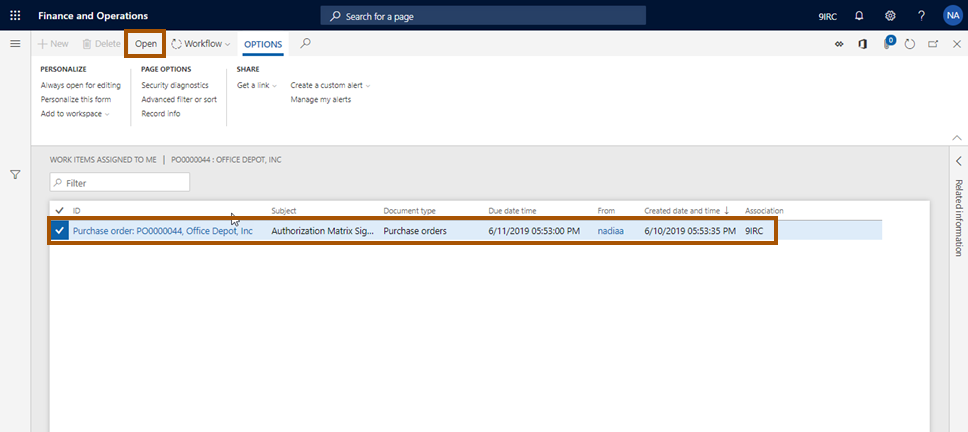 Finance and Operations
Search for a page
9IRC
?
NA
New Delete Open Workflow OPTIONS
0
PERSONALIZE PAGE OPTIONS SHARE
Always open for editing Security diagnostics Get a link Create a custom alert
Personalize this form Advanced filter or sort Manage my alerts
Add to workspace Record info
WORK ITEMS ASSIGNED TO ME | PO0000044 : OFFICE DEPOT, INC
Filter
ID Subject Document type Due date time From Created date and time Association
Purchase order: PO0000044, Office Depot, Inc Authorization Matrix Sig... Purchase orders 6/11/2019 05:53:00 PM nadiaa 6/10/2019 05:53:35 PM 9IRC
Related information